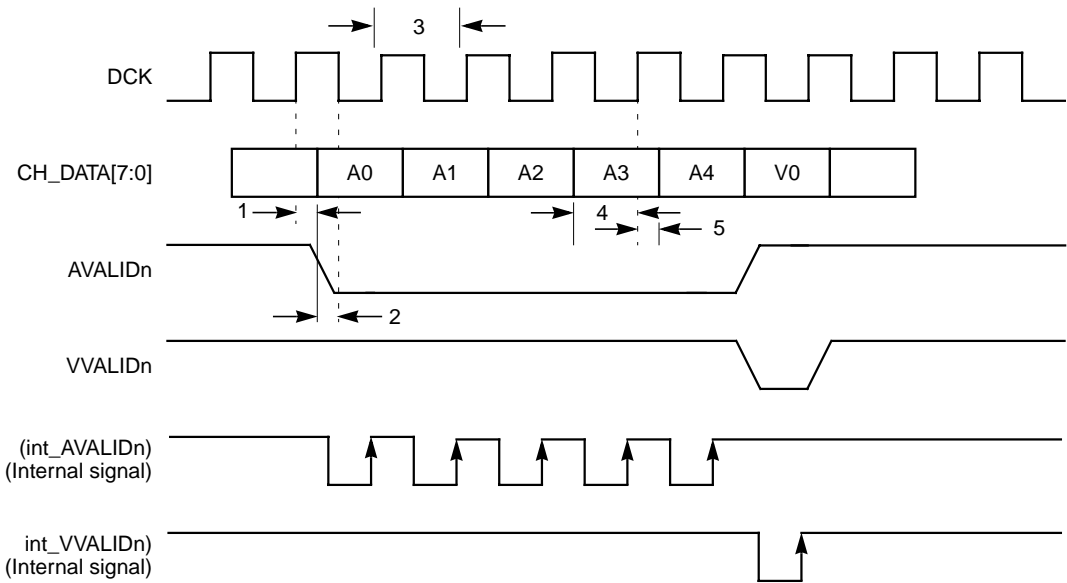 3
DCK
CH_DATA[7:0]
A0
A1
A2
A3
A4
V0
1
4
5
AVALIDn
2
VVALIDn
(int_AVALIDn)
(Internal signal)
int_VVALIDn)
(Internal signal)